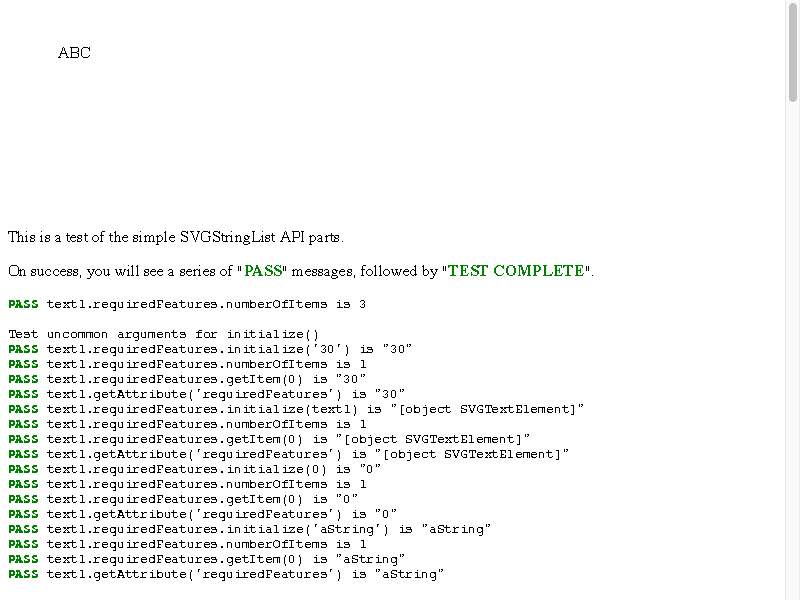 ABC
This is a test of the simple SVGStringList API parts.
On success, you will see a series of "PASS" messages, followed by "TEST COMPLETE".
PASS text1.requiredFeatures.numberOfItems is 3
Test uncommon arguments for initialize()
PASS text1.requiredFeatures.initialize('30') is "30"
PASS text1.requiredFeatures.numberOfItems is 1
PASS text1.requiredFeatures.getItem(0) is "30"
PASS text1.getAttribute('requiredFeatures') is "30"
PASS text1.requiredFeatures.initialize(text1) is "[object SVGTextElement]"
PASS text1.requiredFeatures.numberOfItems is 1
PASS text1.requiredFeatures.getItem(0) is "[object SVGTextElement]"
PASS text1.getAttribute('requiredFeatures') is "[object SVGTextElement]"
PASS text1.requiredFeatures.initialize(0) is "0"
PASS text1.requiredFeatures.numberOfItems is 1
PASS text1.requiredFeatures.getItem(0) is "0"
PASS text1.getAttribute('requiredFeatures') is "0"
PASS text1.requiredFeatures.initialize('aString') is "aString"
PASS text1.requiredFeatures.numberOfItems is 1
PASS text1.requiredFeatures.getItem(0) is "aString"
PASS text1.getAttribute('requiredFeatures') is "aString"